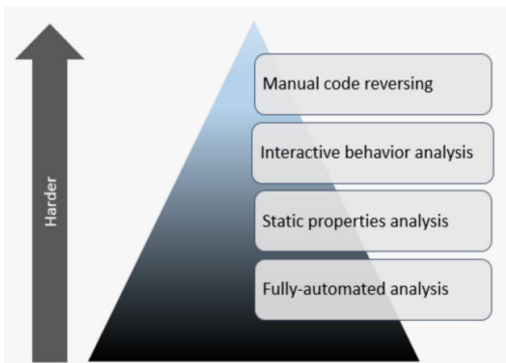 Harder
Manual code reversing
Interactive behavior analysis
Static properties analysis
Fully-automated analysis